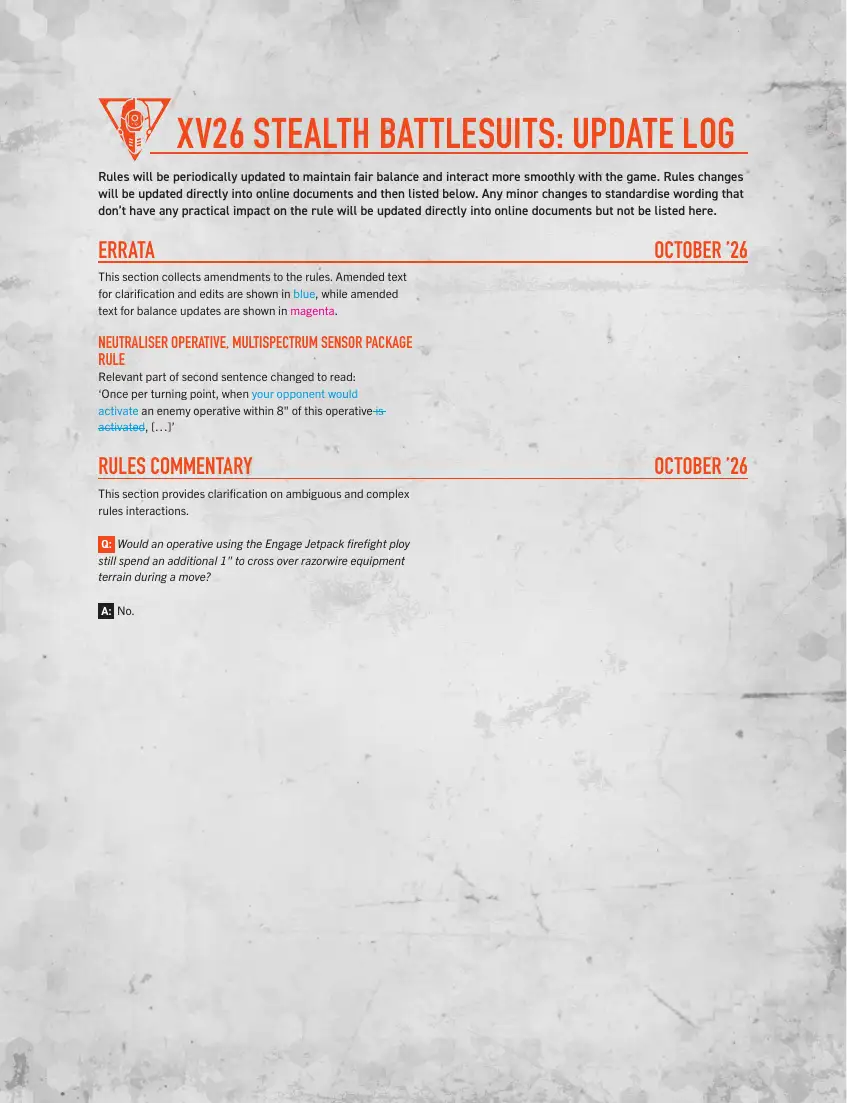 XV26 STEALTH BATTLESUITS: UPDATE LOG
Rules will be periodically updated to maintain fair balance and interact more smoothly with the game. Rules changes
will be updated directly into online documents and then listed below. Any minor changes to standardise wording that
don’t have any practical impact on the rule will be updated directly into online documents but not be listed here.
ERRATA OCTOBER ’26
This section collects amendments to the rules. Amended text
for clarification and edits are shown in blue, while amended
text for balance updates are shown in magenta.
NEUTRALISER OPERATIVE, MULTISPECTRUM SENSOR PACKAGE
RULE
Relevant part of second sentence changed to read:
‘Once per turning point, when your opponent would
activate an enemy operative within 8" of this operative is
activated, […]’
RULES COMMENTARY OCTOBER ’26
This section provides clarification on ambiguous and complex
rules interactions.
Q: Would an operative using the Engage Jetpack firefight ploy
still spend an additional 1" to cross over razorwire equipment
terrain during a move?
A: No.